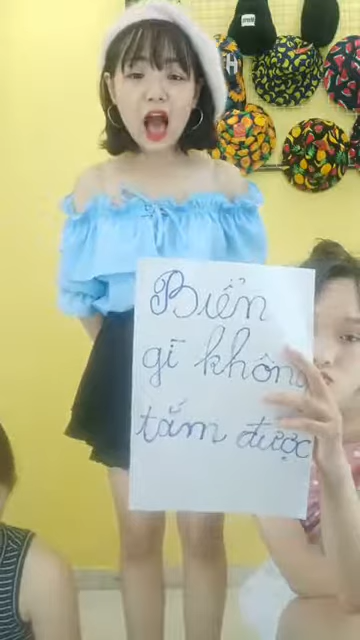 Biển
gì không
tắm được